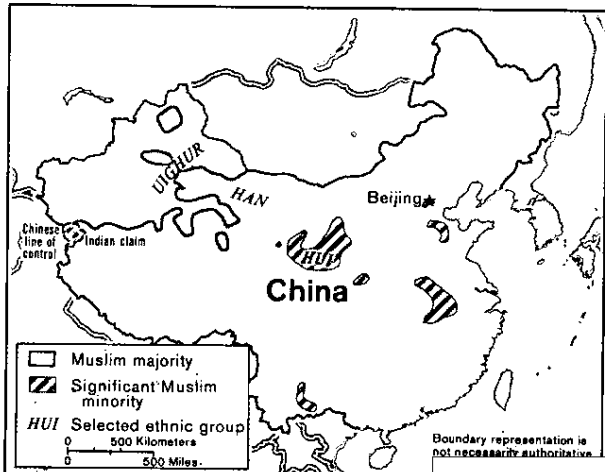 UIGHUR
HAN
Beijing
Chinese
line of
control
Indian claim
HUI
China
Muslim majority
Significant Muslim
minority
HUI Selected ethnic group
0 500 Kilometers
0 500 Miles
Boundary representation is
not necessarily authoritative